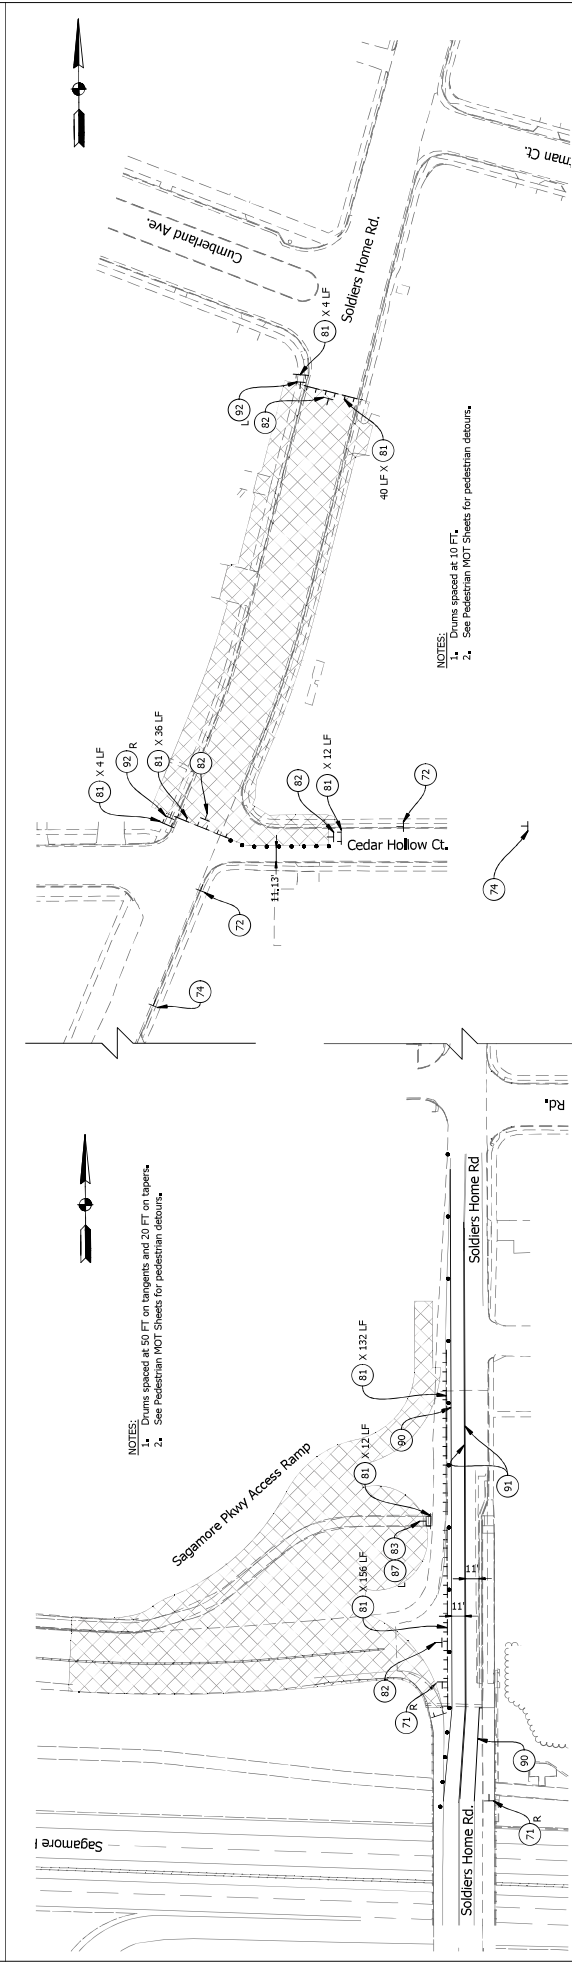 Cumberland Ave.
Soldiers Home Rd.
tman Ct.
81 X 4 LF
92
L
82
40 LF X 81
NOTES:
1. Drums spaced at 10 FT.
2. See Pedestrian MOT Sheets for pedestrian detours.
81 X 4 LF
92 R
81 X 36 LF
82
82
81 X 12 LF
72
Cedar Hollow Ct.
11.13'
72
74
74
NOTES:
1. Drums spaced at 50 FT on tangents and 20 FT on tapers.
2. See Pedestrian MOT Sheets for pedestrian detours.
Rd.
Soldiers Home Rd
Sagamore Pkwy Access Ramp
81 X 132 LF
90
81 X 12 LF
83
87
L
91
81 X 156 LF
11'
11'
82
71 R
90
71 R
Sagamore
Soldiers Home Rd.